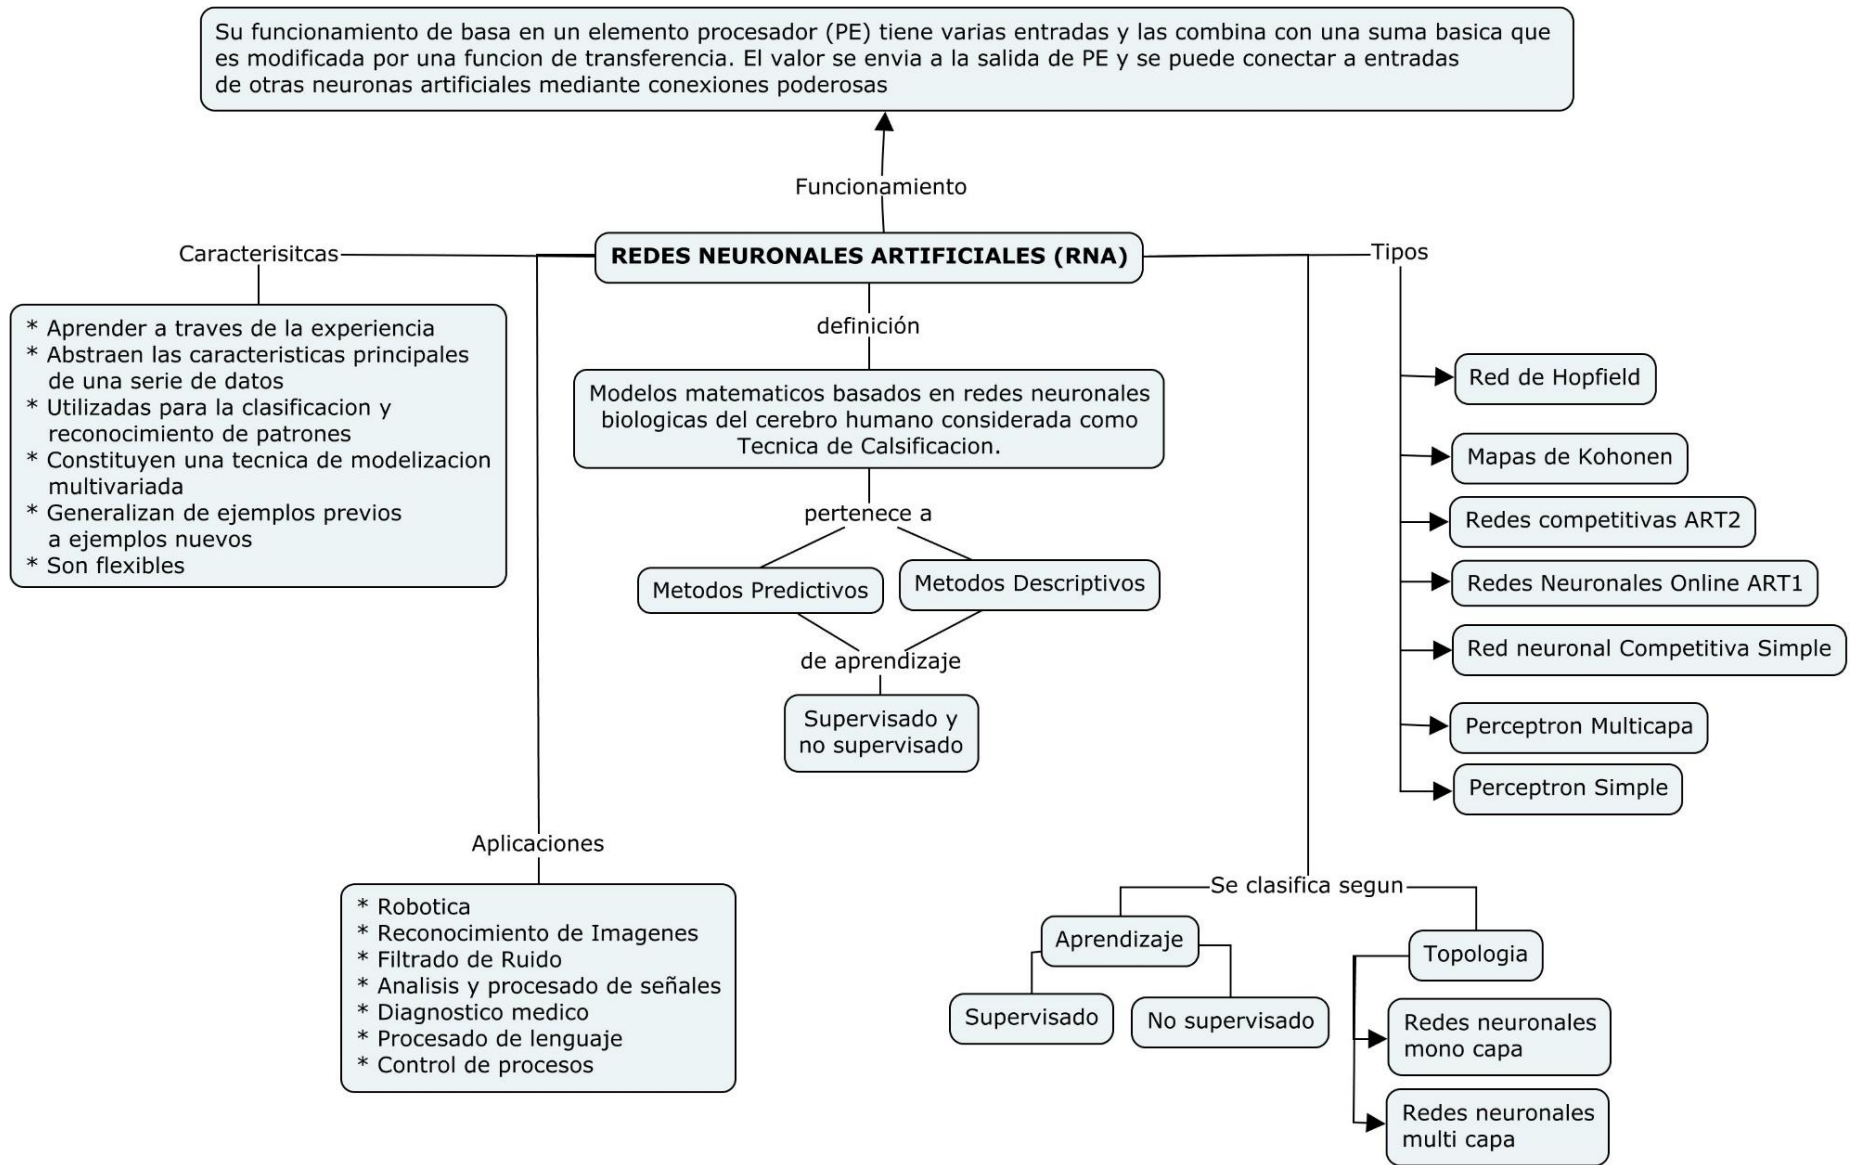 Su funcionamiento de basa en un elemento procesador (PE) tiene varias entradas y las combina con una suma basica que
es modificada por una funcion de transferencia. El valor se envia a la salida de PE y se puede conectar a entradas
de otras neuronas artificiales mediante conexiones poderosas
Funcionamiento
REDES NEURONALES ARTIFICIALES (RNA)
Caracterisitcas
* Aprender a traves de la experiencia
* Abstraen las caracteristicas principales
de una serie de datos
* Utilizadas para la clasificacion y
reconocimiento de patrones
* Constituyen una tecnica de modelizacion
multivariada
* Generalizan de ejemplos previos
a ejemplos nuevos
* Son flexibles
definición
Modelos matematicos basados en redes neuronales
biologicas del cerebro humano considerada como
Tecnica de Calsificacion.
pertenece a
Metodos Predictivos
Metodos Descriptivos
de aprendizaje
Supervisado y
no supervisado
Tipos
Red de Hopfield
Mapas de Kohonen
Redes competitivas ART2
Redes Neuronales Online ART1
Red neuronal Competitiva Simple
Perceptron Multicapa
Perceptron Simple
Aplicaciones
* Robotica
* Reconocimiento de Imagenes
* Filtrado de Ruido
* Analisis y procesado de señales
* Diagnostico medico
* Procesado de lenguaje
* Control de procesos
Se clasifica segun
Aprendizaje
Supervisado
No supervisado
Topologia
Redes neuronales
mono capa
Redes neuronales
multi capa